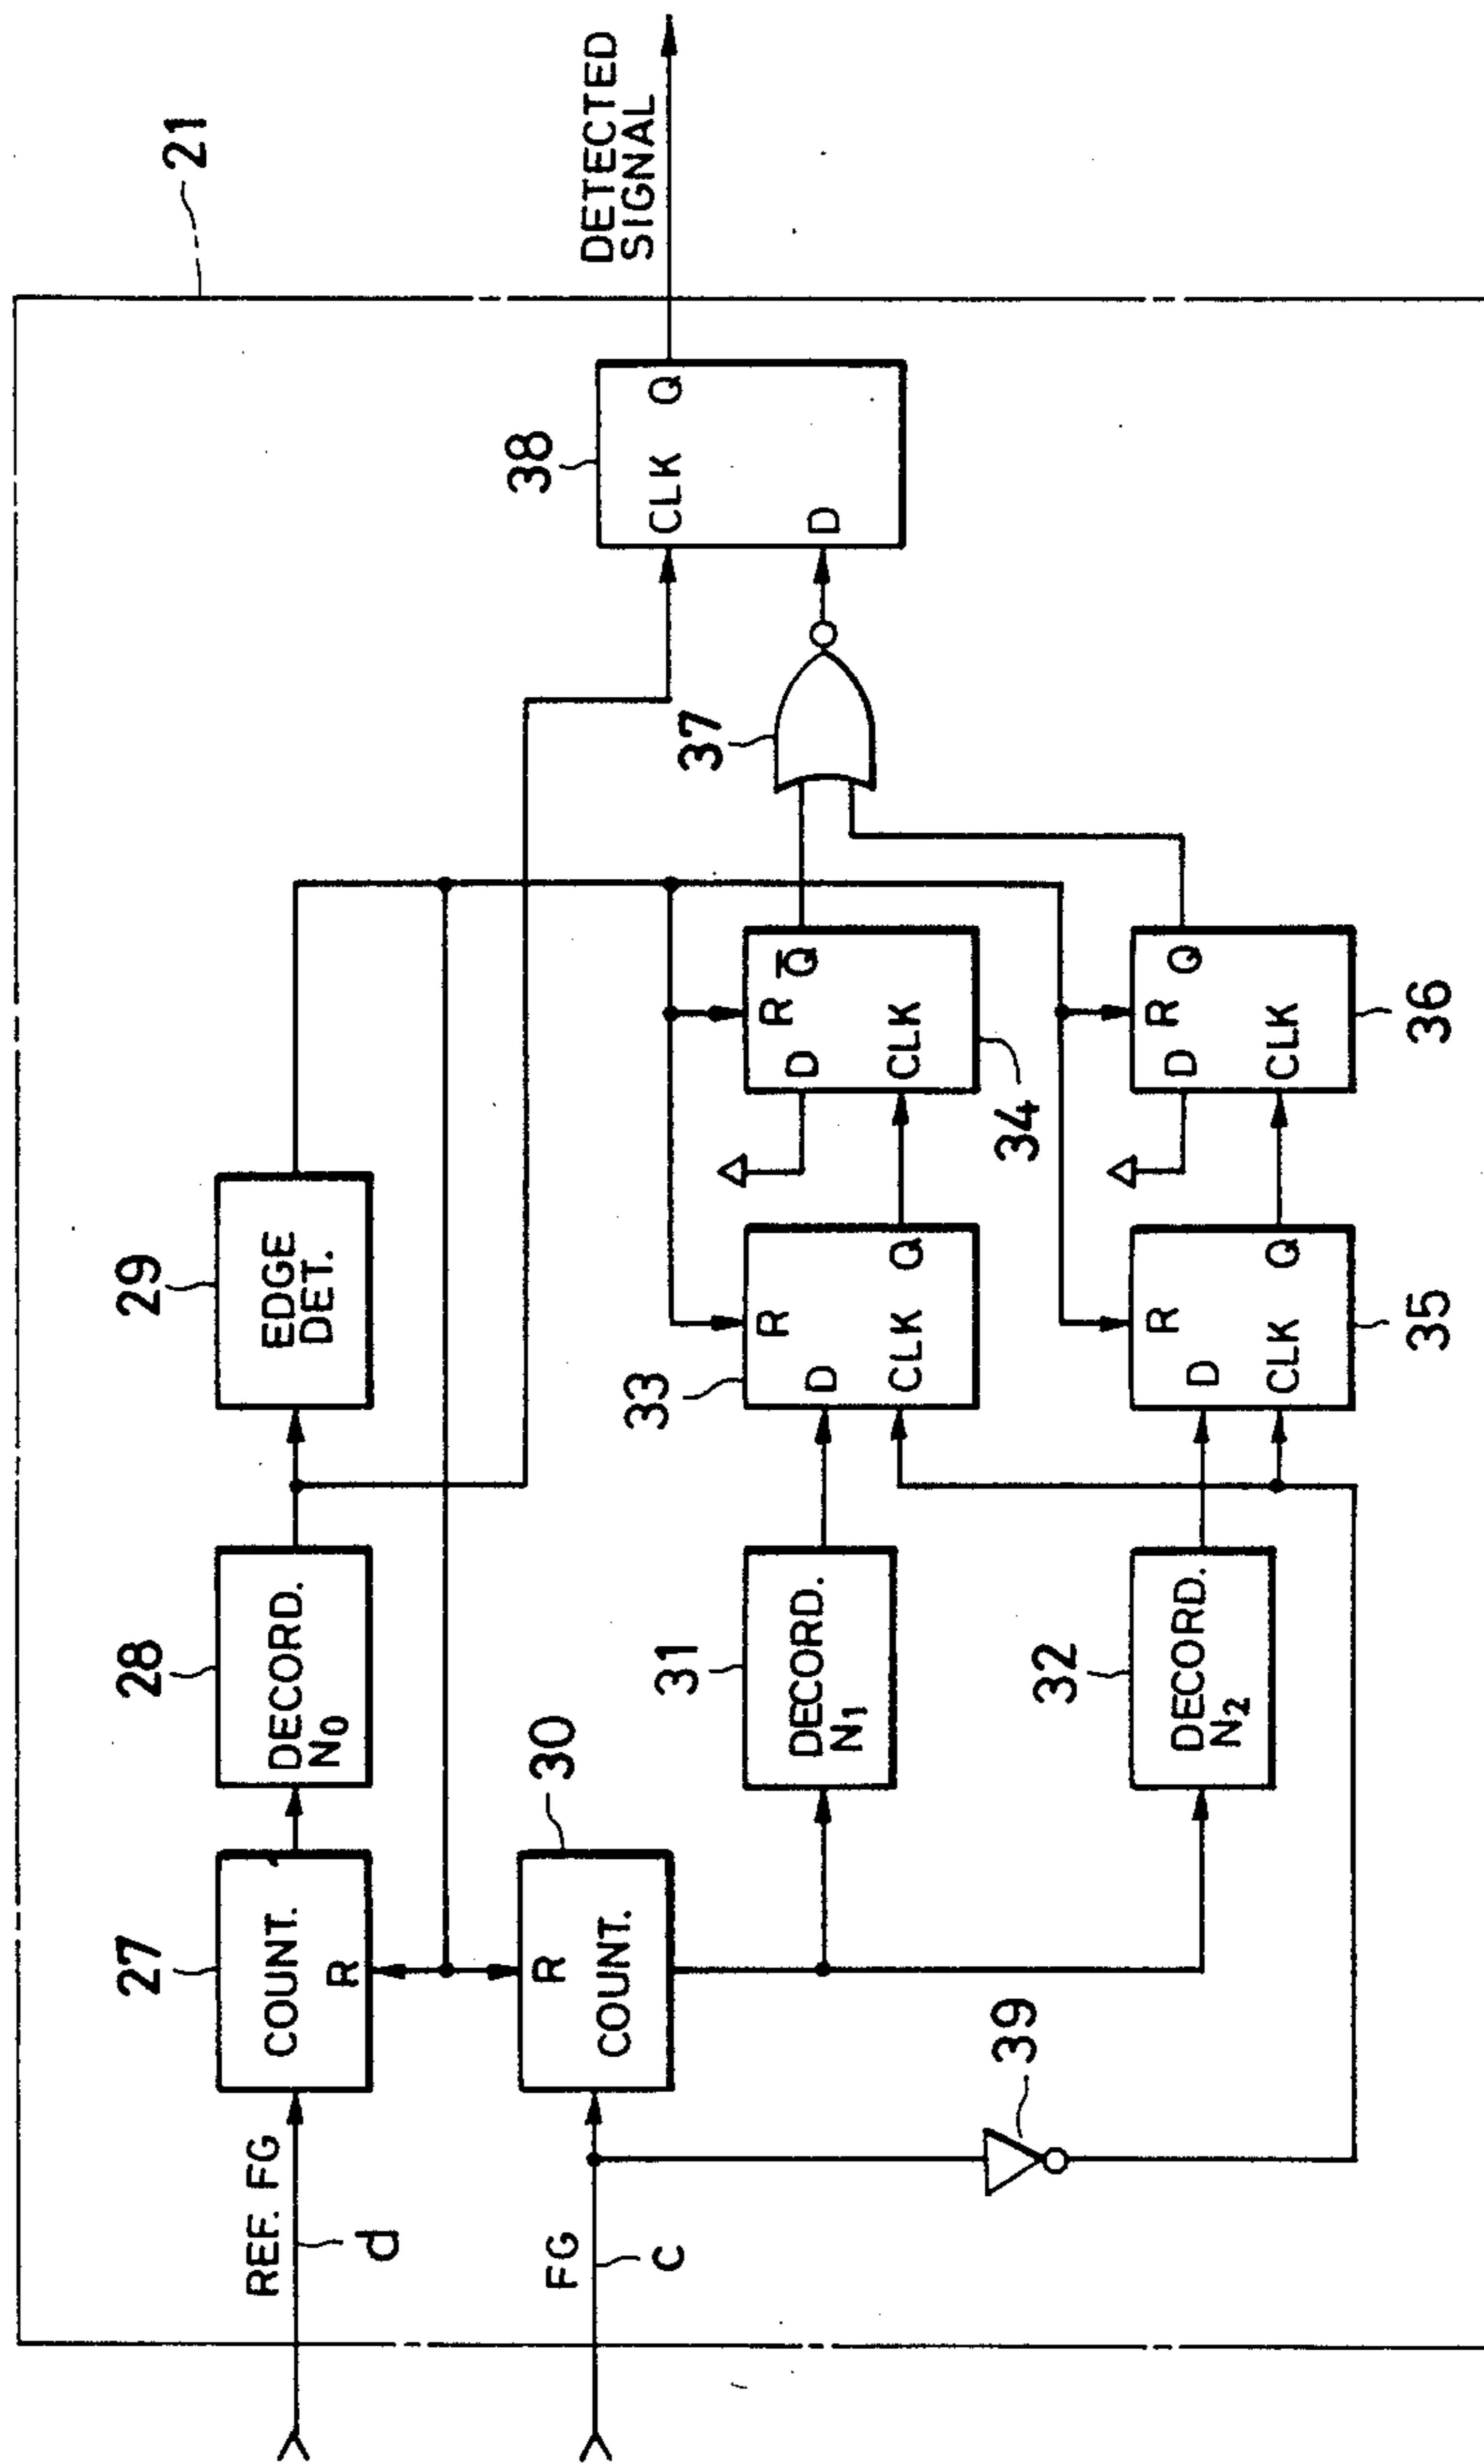 21
DETECTED
SIGNAL
29
EDGE
DET.
28
DECORD.
N₀
27
COUNT.
R
REF. FG
d
38
CLK
Q
D
37
30
R
COUNT.
FG
c
31
DECORD.
N₁
33
R
D
CLK
Q
R
Q̅
D
CLK
34
32
DECORD.
N₂
R
D
CLK
Q
35
R
Q
D
CLK
36
39